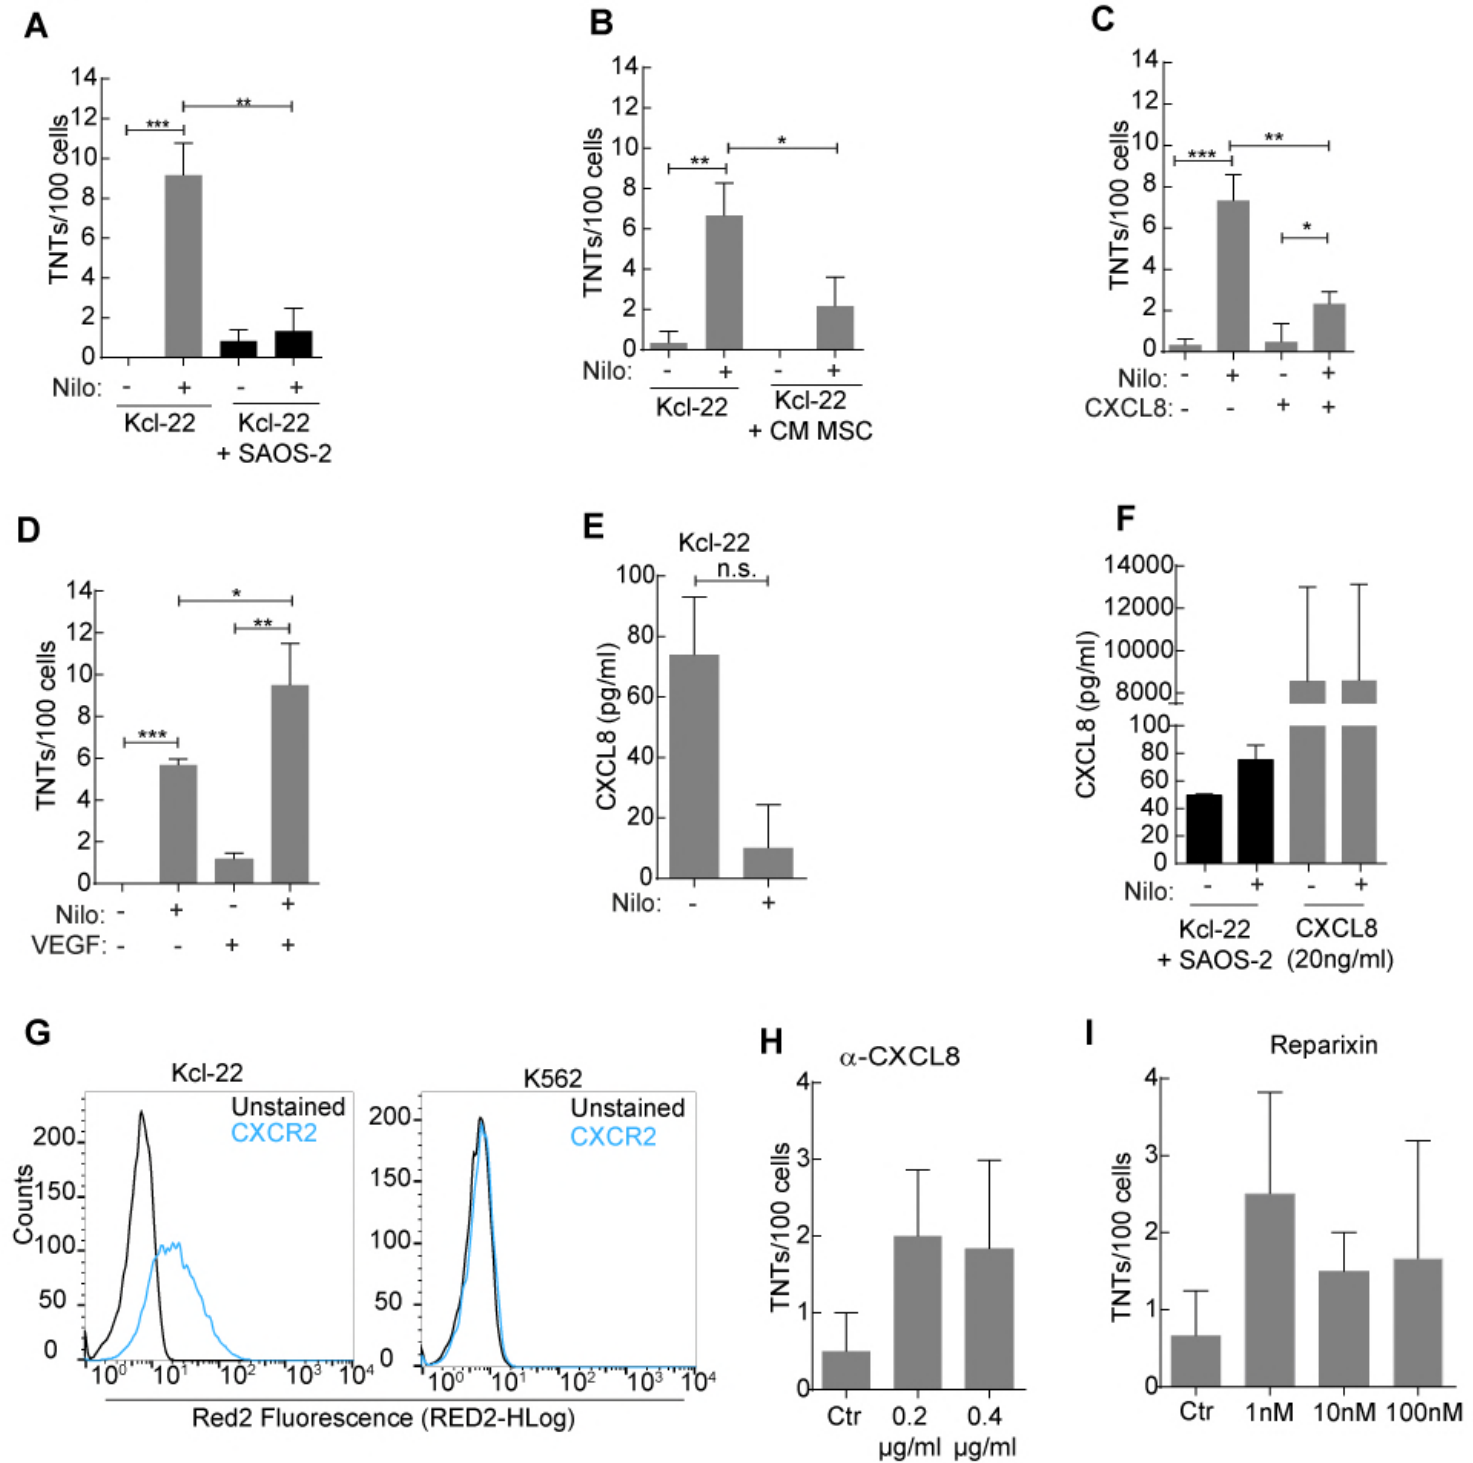 A
14
12
10
8
6
4
2
0
TNTs/100 cells
***
**
Nilo: - + - +
Kcl-22 Kcl-22
+ SAOS-2
B
14
12
10
8
6
4
2
0
TNTs/100 cells
**
*
Nilo: - + - +
Kcl-22 Kcl-22
+ CM MSC
C
14
12
10
8
6
4
2
0
TNTs/100 cells
***
**
*
Nilo: - + - +
CXCL8: - - + +
D
14
12
10
8
6
4
2
0
TNTs/100 cells
*
**
***
Nilo: - + - +
VEGF: - - + +
E
Kcl-22
n.s.
100
80
60
40
20
0
CXCL8 (pg/ml)
Nilo: - +
F
14000
12000
10000
8000
100
80
60
40
20
0
CXCL8 (pg/ml)
Nilo: - + - +
Kcl-22 CXCL8
+ SAOS-2 (20ng/ml)
G
Kcl-22
Unstained
CXCR2
200
150
100
50
0
Counts
10⁰ 10¹ 10² 10³ 10⁴
K562
Unstained
CXCR2
200
150
100
50
0
10⁰ 10¹ 10² 10³ 10⁴
Red2 Fluorescence (RED2-HLog)
H
α-CXCL8
4
3
2
1
0
TNTs/100 cells
Ctr 0.2 0.4
µg/ml µg/ml
I
Reparixin
4
3
2
1
0
TNTs/100 cells
Ctr 1nM 10nM 100nM